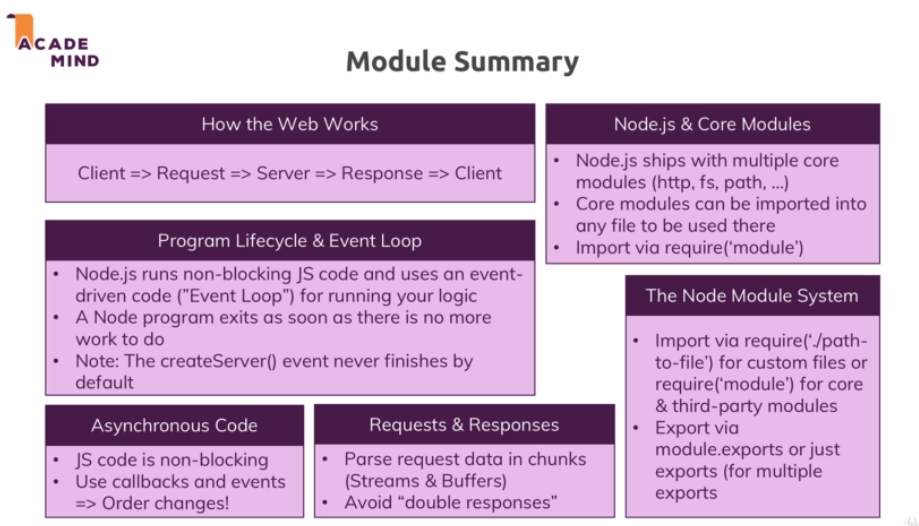 ACADE
MIND
Module Summary
How the Web Works
Client => Request => Server => Response => Client
Node.js & Core Modules
• Node.js ships with multiple core
modules (http, fs, path, …)
• Core modules can be imported into
any file to be used there
• Import via require(‘module’)
Program Lifecycle & Event Loop
• Node.js runs non-blocking JS code and uses an event-
driven code (”Event Loop”) for running your logic
• A Node program exits as soon as there is no more
work to do
• Note: The createServer() event never finishes by
default
The Node Module System
• Import via require(‘./path-
to-file’) for custom files or
require(‘module’) for core
& third-party modules
• Export via
module.exports or just
exports (for multiple
exports
Asynchronous Code
• JS code is non-blocking
• Use callbacks and events
=> Order changes!
Requests & Responses
• Parse request data in chunks
(Streams & Buffers)
• Avoid “double responses”